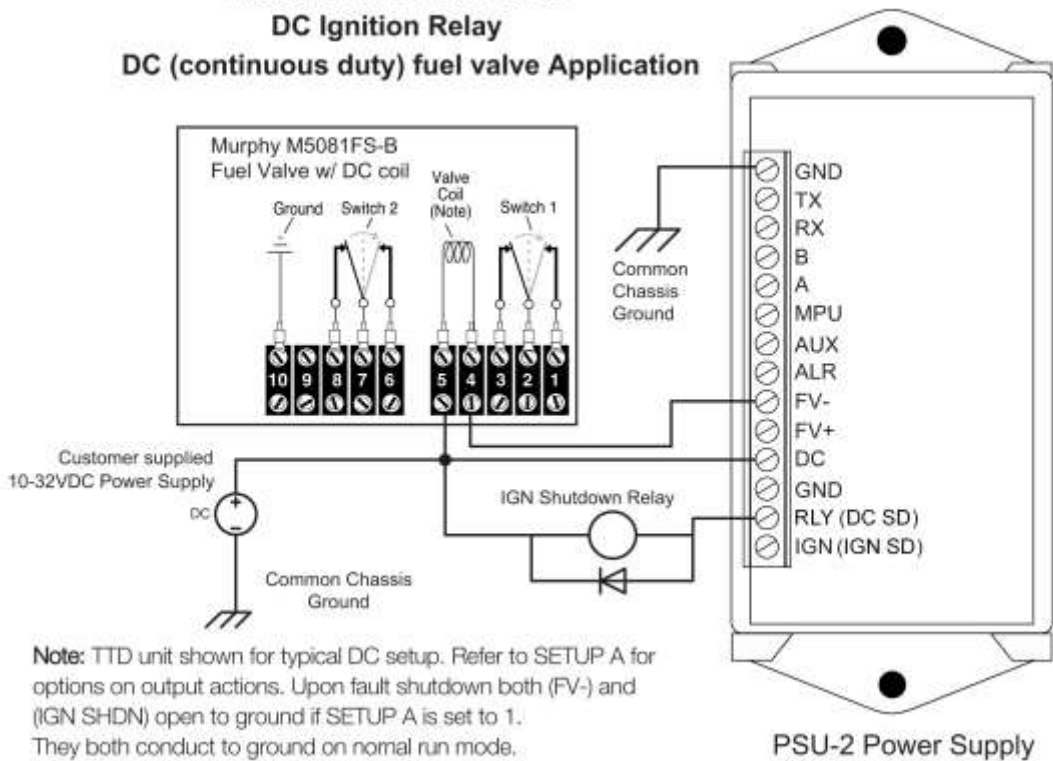 DC Ignition Relay
DC (continuous duty) fuel valve Application
Murphy M5081FS-B
Fuel Valve w/ DC coil
Ground
Switch 2
Valve
Coil
(Note)
Switch 1
10 9 8 7 6 5 4 3 2 1
Common
Chassis
Ground
GND
TX
RX
B
A
MPU
AUX
ALR
FV-
FV+
DC
GND
RLY (DC SD)
IGN (IGN SD)
Customer supplied
10-32VDC Power Supply
DC
+
−
IGN Shutdown Relay
Common Chassis
Ground
Note: TTD unit shown for typical DC setup. Refer to SETUP A for
options on output actions. Upon fault shutdown both (FV-) and
(IGN SHDN) open to ground if SETUP A is set to 1.
They both conduct to ground on nomal run mode.
PSU-2 Power Supply